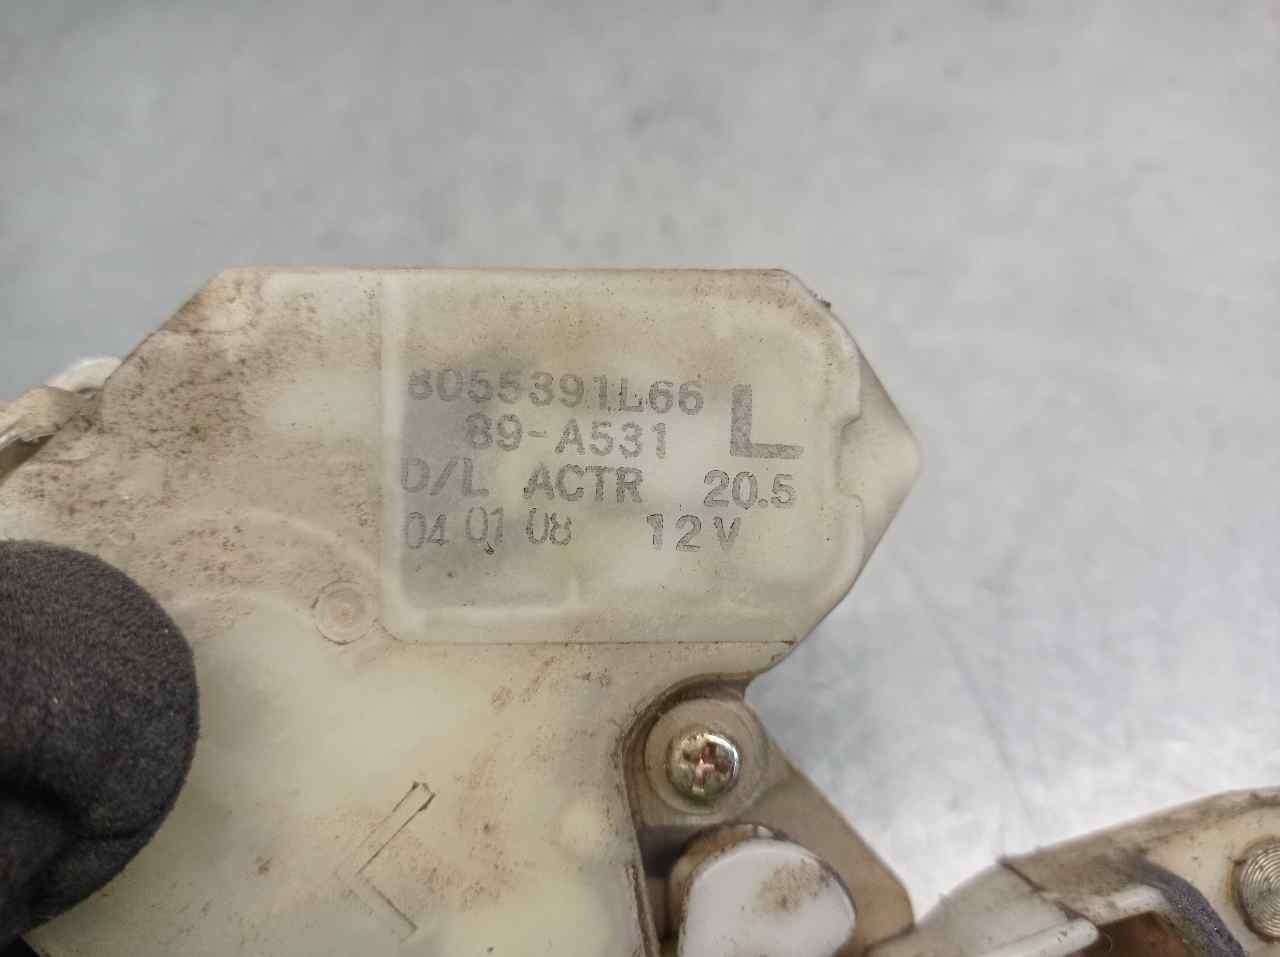 8055391L66
89-A531 L
D/L ACTR 20.5
04 01 08 12V